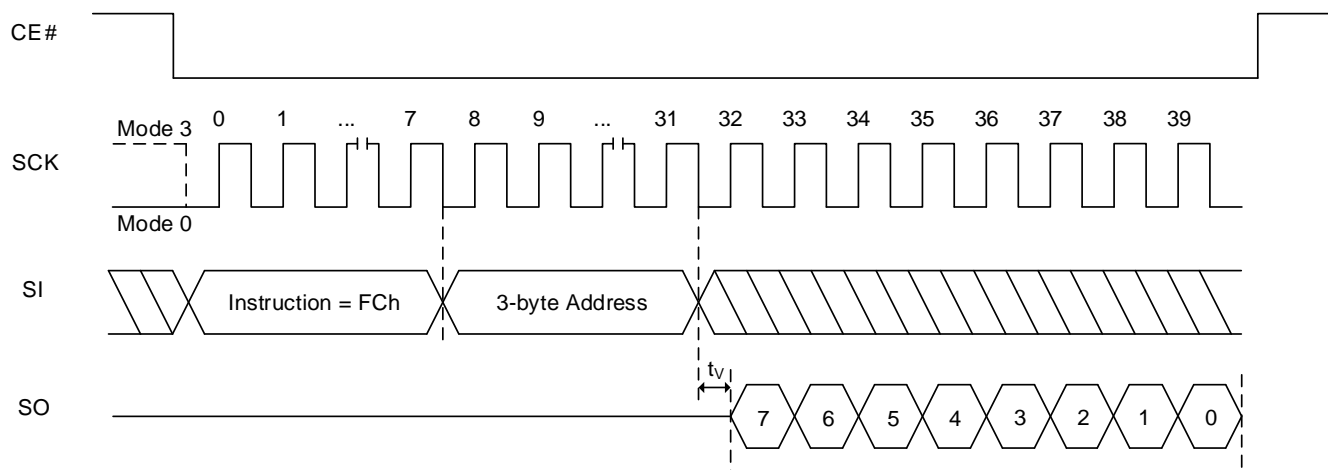 CE#
Mode 3
0 1 ... 7 8 9 ... 31 32 33 34 35 36 37 38 39
SCK
Mode 0
SI
Instruction = FCh
3-byte Address
tV
SO
7 6 5 4 3 2 1 0